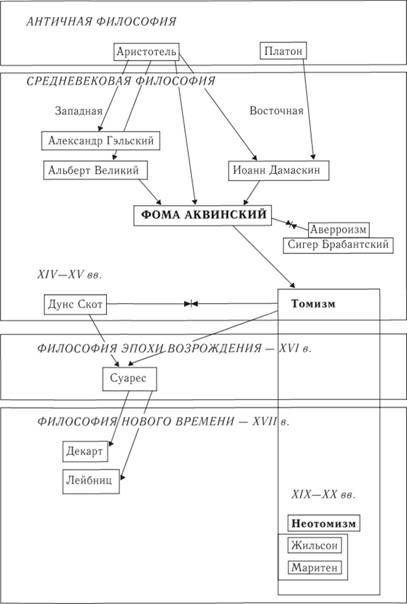 АНТИЧНАЯ ФИЛОСОФИЯ
Аристотель
Платон
СРЕДНЕВЕКОВАЯ ФИЛОСОФИЯ
Западная
Восточная
Александр Гэльский
Альберт Великий
Иоанн Дамаскин
ФОМА АКВИНСКИЙ
Аверроизм
Сигер Брабантский
XIV—XV вв.
Дунс Скот
Томизм
ФИЛОСОФИЯ ЭПОХИ ВОЗРОЖДЕНИЯ — XVI в.
Суарес
ФИЛОСОФИЯ НОВОГО ВРЕМЕНИ — XVII в.
Декарт
Лейбниц
XIX—XX вв.
Неотомизм
Жильсон
Маритен